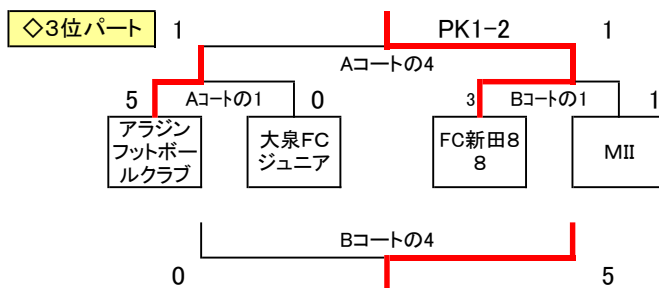 ◇3位パート
1 PK1-2 1
Aコートの4
5 Aコートの1 0 3 Bコートの1 1
アラジン
フットボー
ルクラブ
大泉FC
ジュニア
FC新田8
8
MII
Bコートの4
0 5